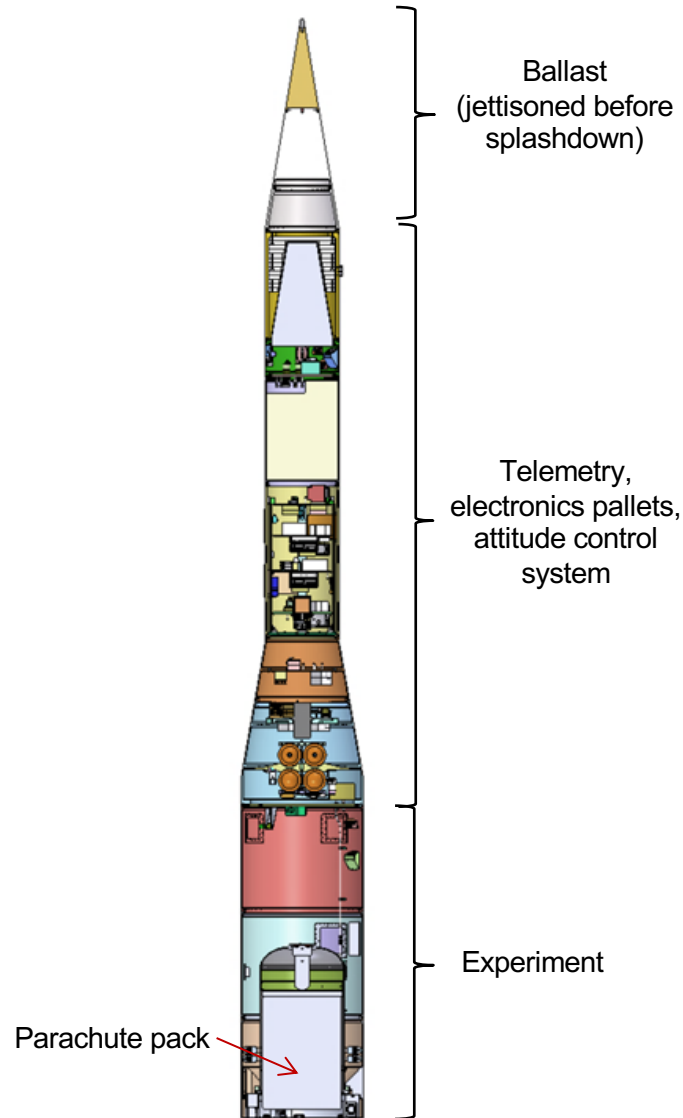 Ballast
(jettisoned before
splashdown)
Telemetry,
electronics pallets,
attitude control
system
Experiment
Parachute pack